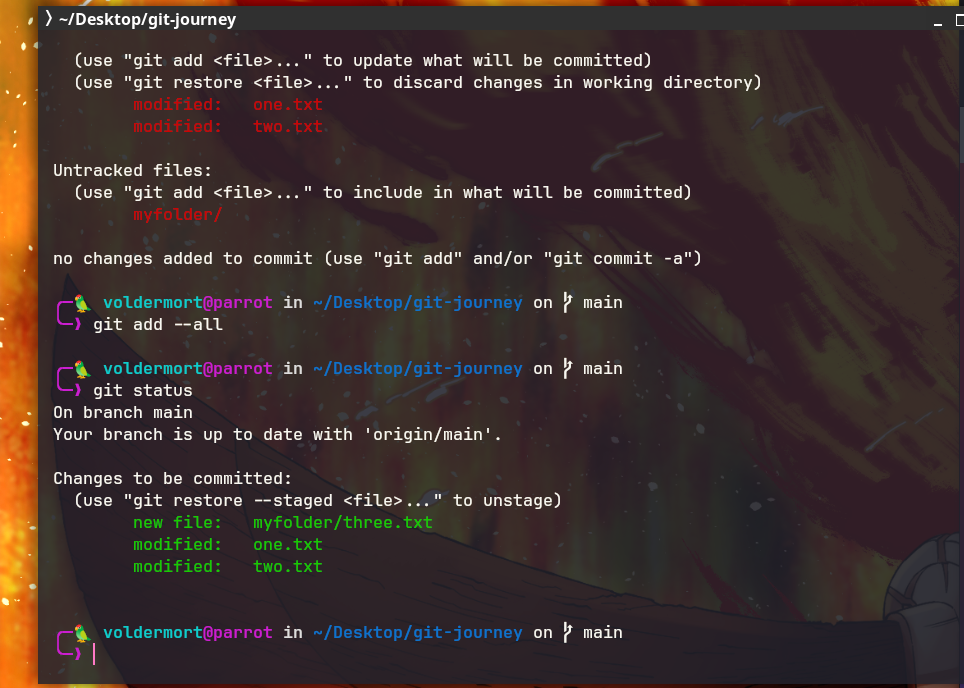 ~/Desktop/git-journey
(use "git add <file>..." to update what will be committed)
(use "git restore <file>..." to discard changes in working directory)
modified:   one.txt
modified:   two.txt
Untracked files:
(use "git add <file>..." to include in what will be committed)
myfolder/
no changes added to commit (use "git add" and/or "git commit -a")
voldermort@parrot in ~/Desktop/git-journey on main
git add --all
voldermort@parrot in ~/Desktop/git-journey on main
git status
On branch main
Your branch is up to date with 'origin/main'.
Changes to be committed:
(use "git restore --staged <file>..." to unstage)
new file:   myfolder/three.txt
modified:   one.txt
modified:   two.txt
voldermort@parrot in ~/Desktop/git-journey on main